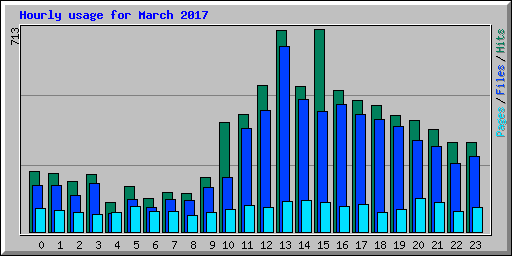 Hourly usage for March 2017
713
Pages/Files/Hits
0 1 2 3 4 5 6 7 8 9 10 11 12 13 14 15 16 17 18 19 20 21 22 23